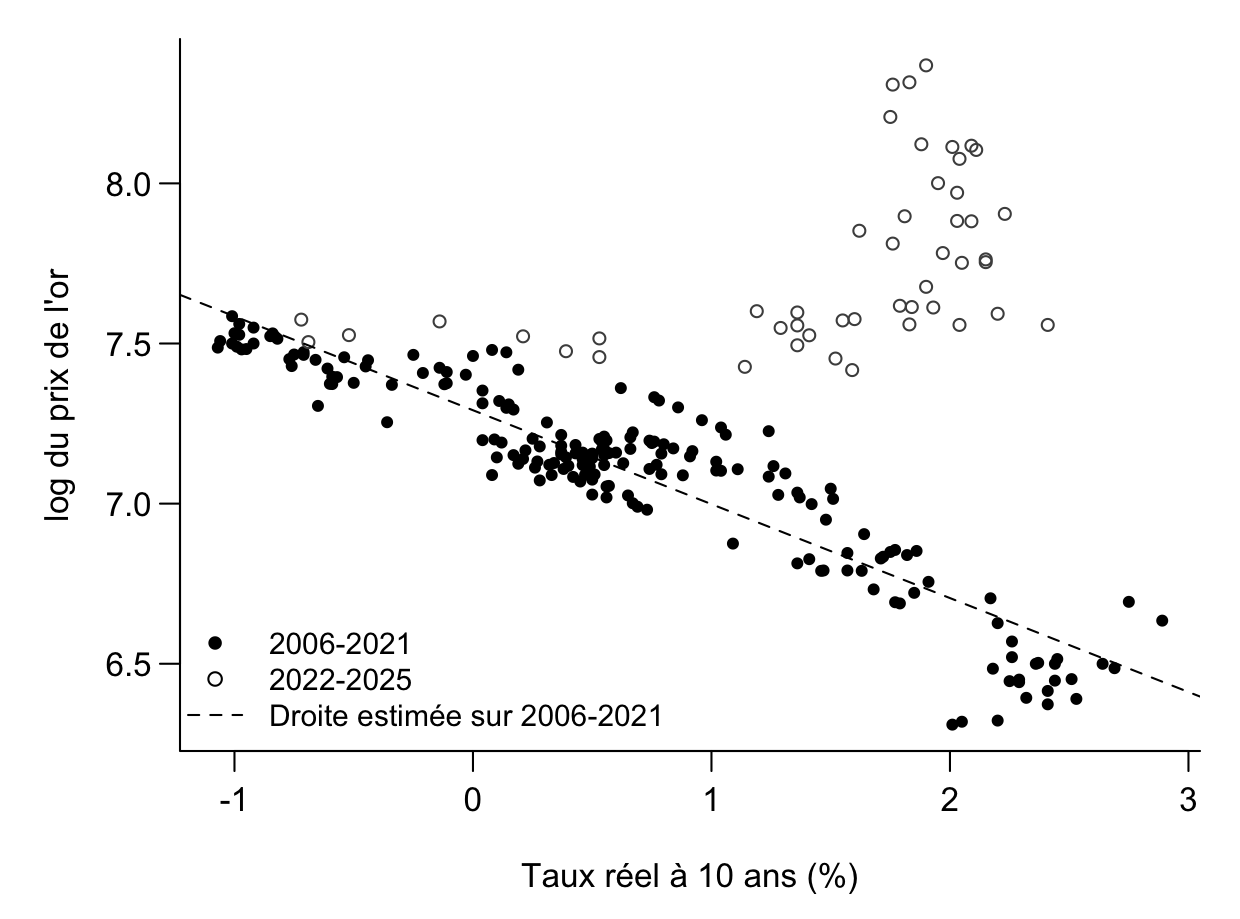 log du prix de l'or
8.0
7.5
7.0
6.5
2006-2021
2022-2025
Droite estimée sur 2006-2021
-1 0 1 2 3
Taux réel à 10 ans (%)